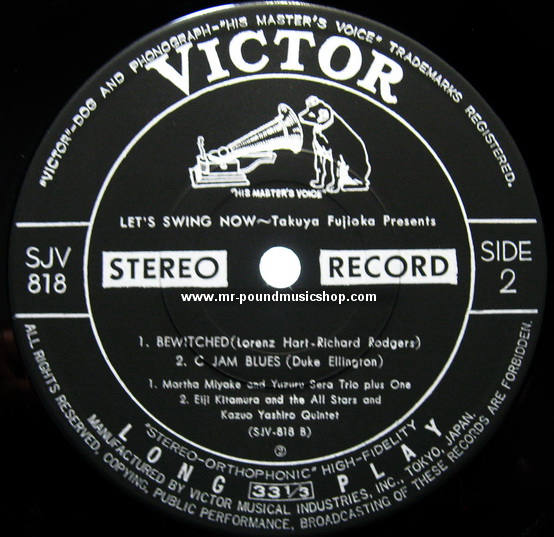 "VICTOR"-DOG AND PHONOGRAPH-"HIS MASTER'S VOICE" TRADEMARKS REGISTERED.
VICTOR
"HIS MASTER'S VOICE"
LET'S SWING NOW~Takuya Fujioka Presents
SJV
818
STEREO
RECORD
SIDE
2
www.mr-poundmusicshop.com
1. BEWITCHED(Lorenz Hart-Richard Rodgers)
2. C JAM BLUES (Duke Ellington)
1. Martha Miyake and Yuzuru Sera Trio plus One
2. Eiji Kitamura and the All Stars and
Kazuo Yashiro Quintet
(SJV-818 B)
②
"STEREO-ORTHOPHONIC" HIGH-FIDELITY
LONG 33⅓ PLAY
MANUFACTURED BY VICTOR MUSICAL INDUSTRIES, INC., TOKYO, JAPAN.
ALL RIGHTS RESERVED, COPYING, PUBLIC PERFORMANCE, BROADCASTING OF THESE RECORDS ARE FORBIDDEN.